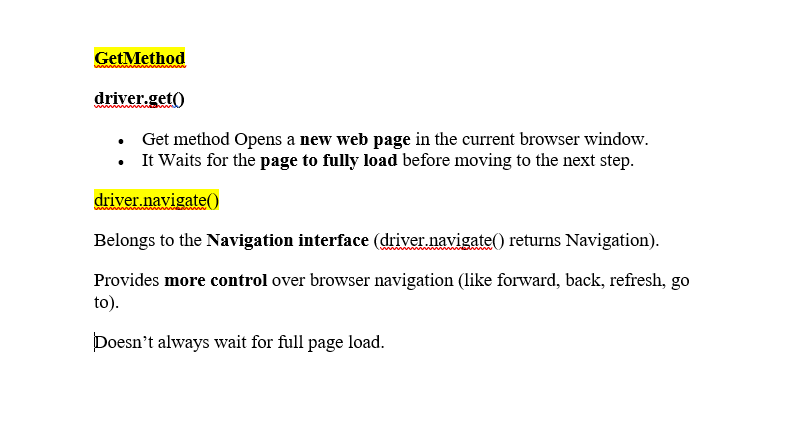 GetMethod
driver.get()
• Get method Opens a new web page in the current browser window.
• It Waits for the page to fully load before moving to the next step.
driver.navigate()
Belongs to the Navigation interface (driver.navigate() returns Navigation).
Provides more control over browser navigation (like forward, back, refresh, go
to).
Doesn’t always wait for full page load.